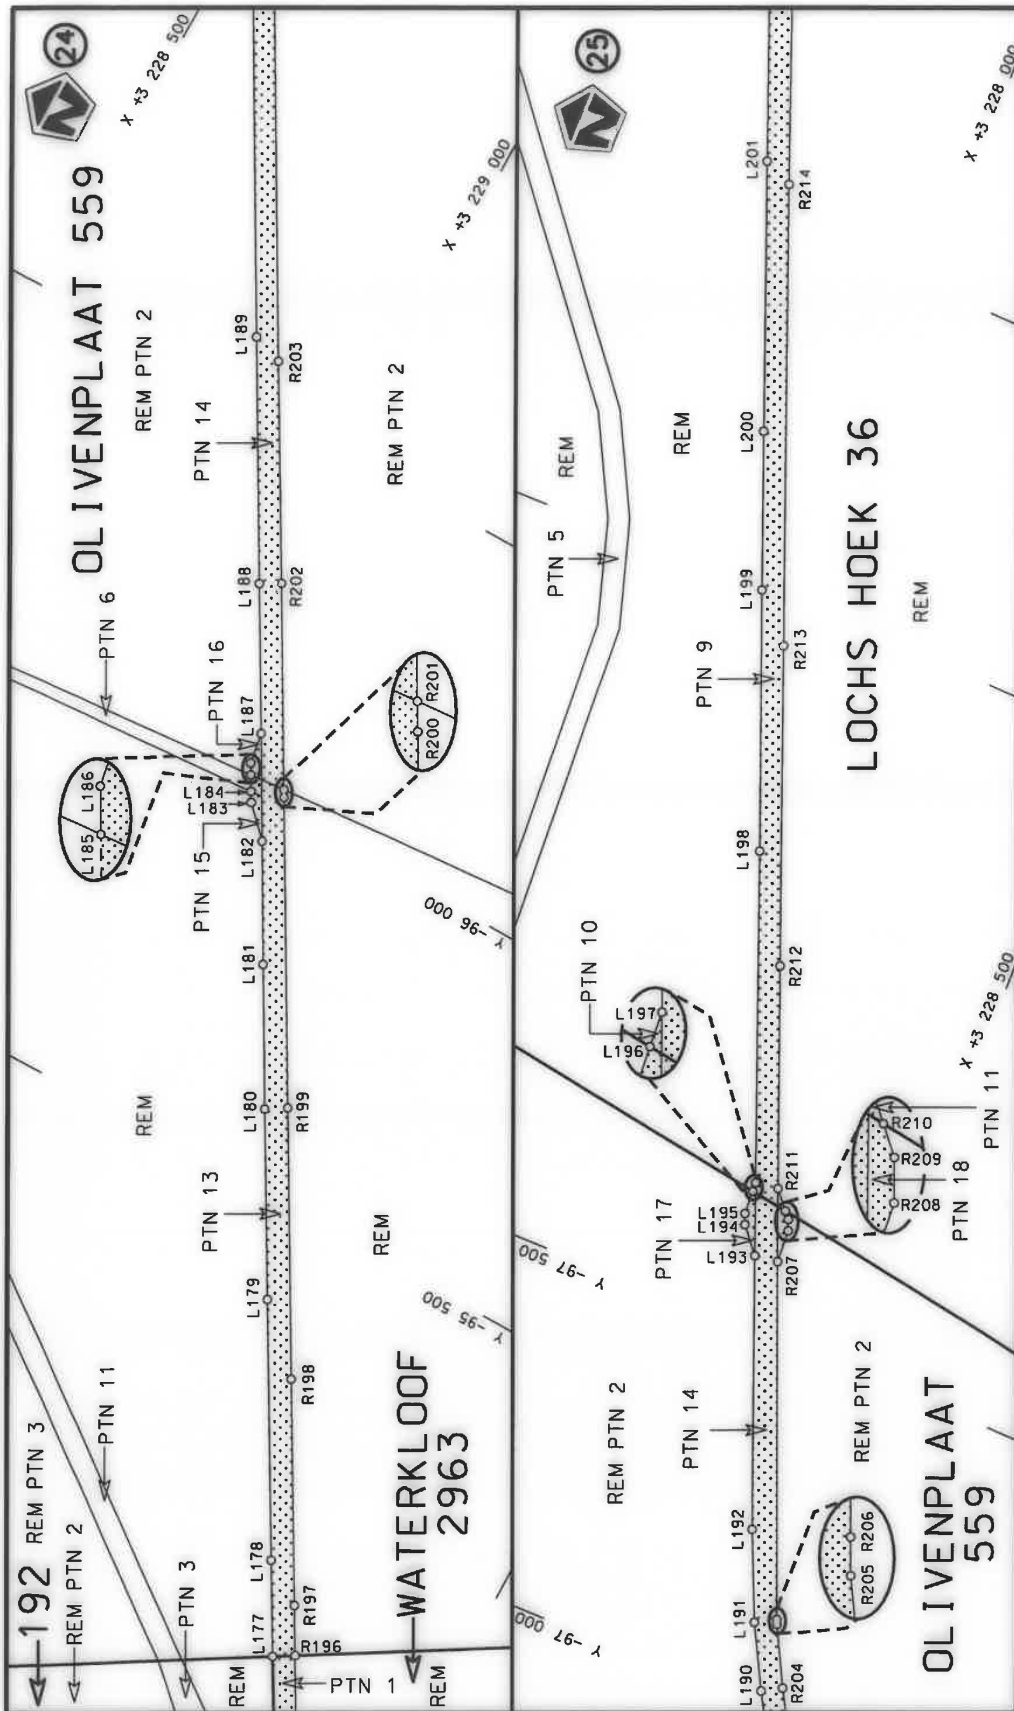 24
N
X +3 228 500
OLIVENPLAAT 559
REM PTN 2
X +3 229 000
L189
R203
PTN 14
REM PTN 2
L188
R202
PTN 6
PTN 16
L187
L186
L185
L184
L183
R201
R200
PTN 15
L182
Y -96 000
L181
REM
L180
R199
PTN 13
REM
L179
Y -95 500
R198
PTN 11
192 REM PTN 3
REM PTN 2
PTN 3
WATERKLOOF
2963
L178
R197
L177
R196
REM
PTN 1
REM
25
N
X +3 228 000
L201
R214
REM
REM
L200
PTN 5
LOCHS HOEK 36
L199
REM
R213
PTN 9
L198
PTN 10
R212
X +3 228 500
L197
L196
PTN 11
R210
R209
R208
PTN 18
R211
L195
L194
PTN 17
L193
R207
Y -97 500
REM PTN 2
PTN 14
REM PTN 2
OLIVENPLAAT
559
L192
R206
R205
L191
Y -97 000
L190
R204